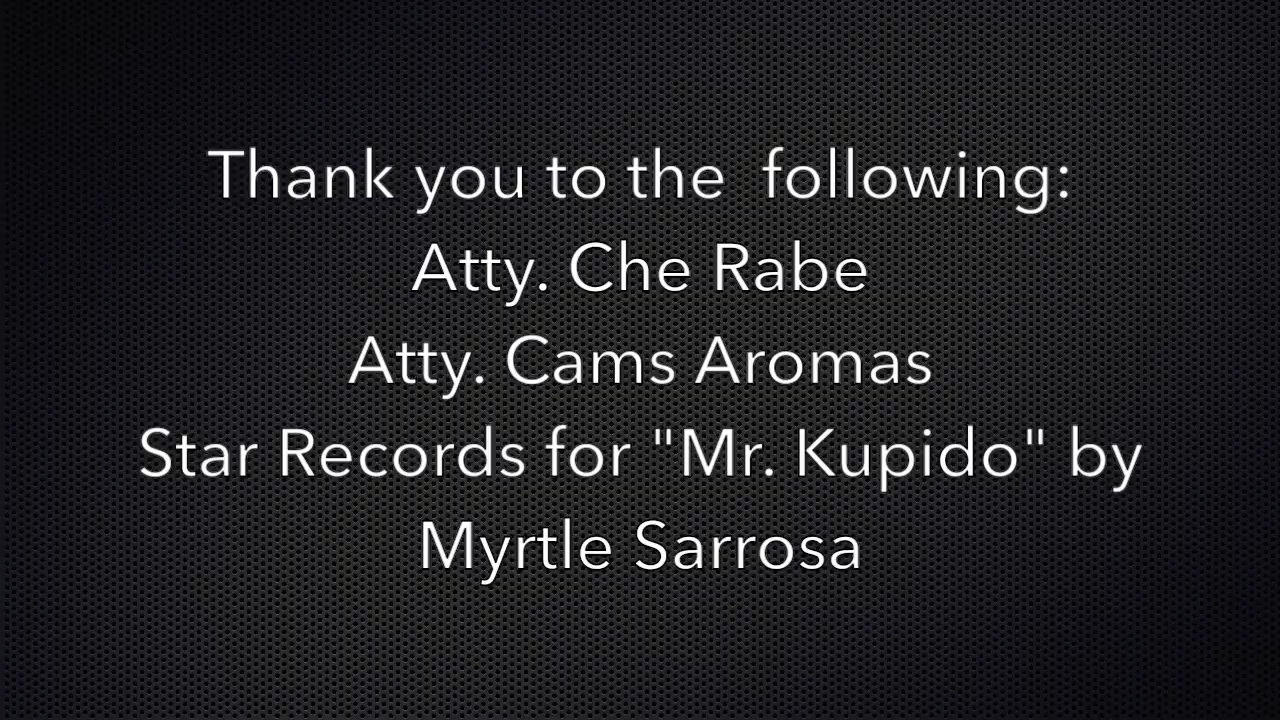 Thank you to the  following:
Atty. Che Rabe
Atty. Cams Aromas
Star Records for "Mr. Kupido" by
Myrtle Sarrosa